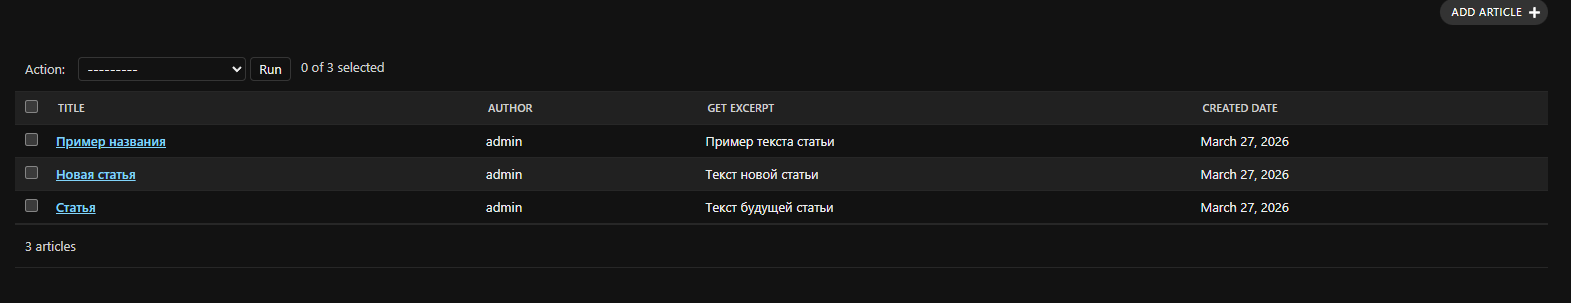 ADD ARTICLE +
Action: --------- Run 0 of 3 selected
TITLE AUTHOR GET EXCERPT CREATED DATE
Пример названия admin Пример текста статьи March 27, 2026
Новая статья admin Текст новой статьи March 27, 2026
Статья admin Текст будущей статьи March 27, 2026
3 articles